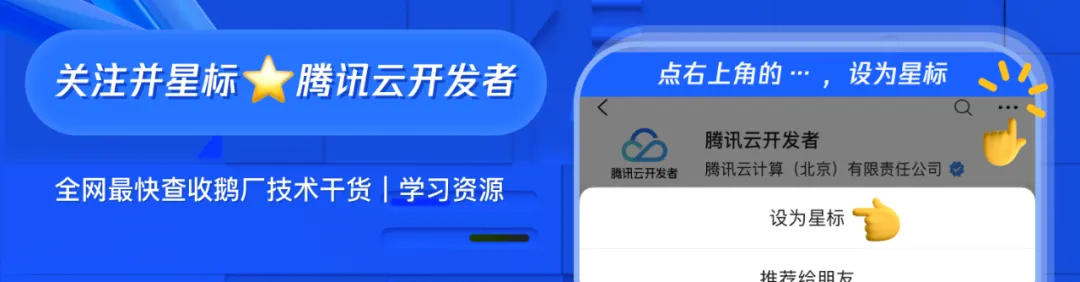 关注并星标⭐腾讯云开发者
全网最快查收鹅厂技术干货｜学习资源
点右上角的 ···，设为星标
腾讯云开发者
腾讯云开发者
腾讯云计算（北京）有限责任公司
设为星标
推荐给朋友